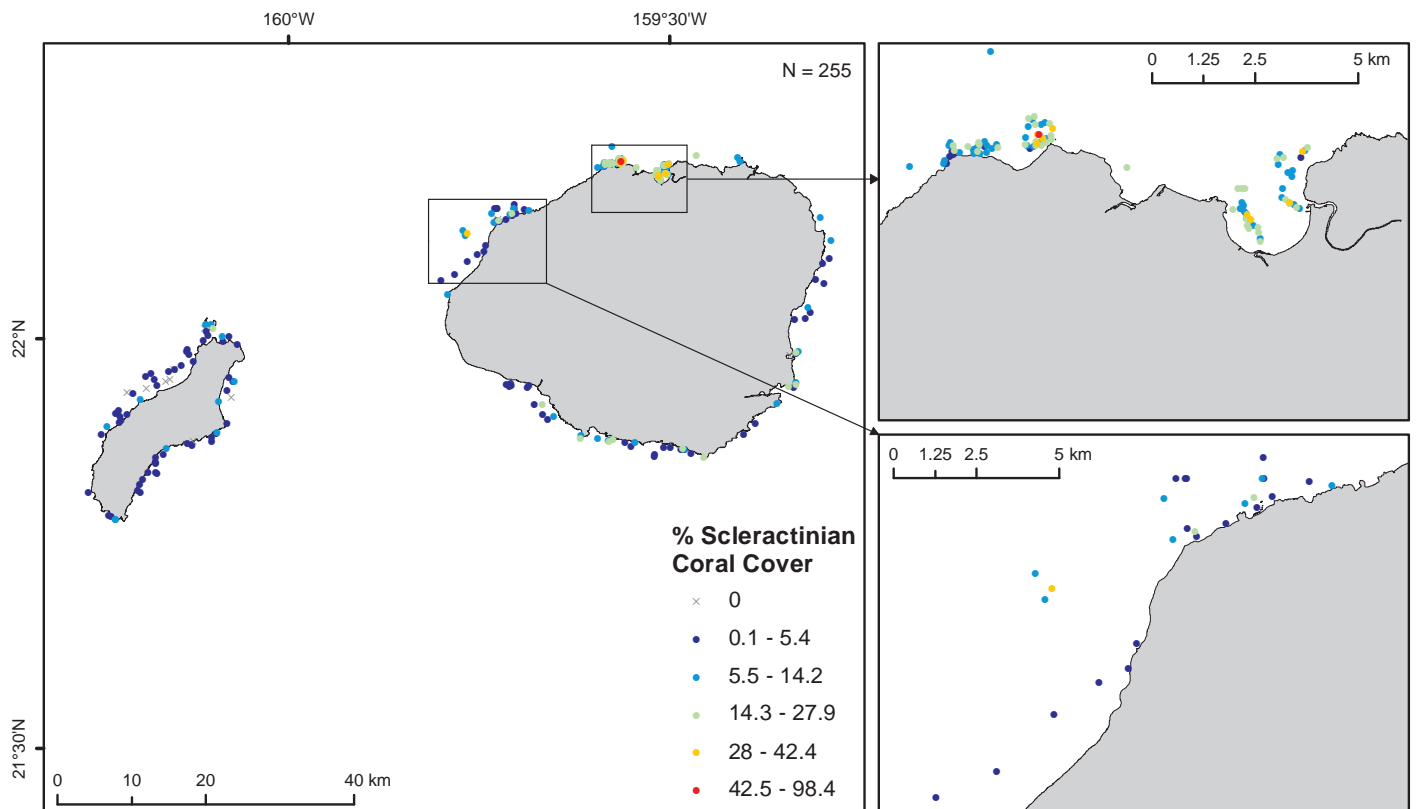 160°W
159°30'W
N = 255
22°N
21°30'N
% Scleractinian
Coral Cover
0
0.1 - 5.4
5.5 - 14.2
14.3 - 27.9
28 - 42.4
42.5 - 98.4
0 10 20 40 km
0 1.25 2.5 5 km
0 1.25 2.5 5 km